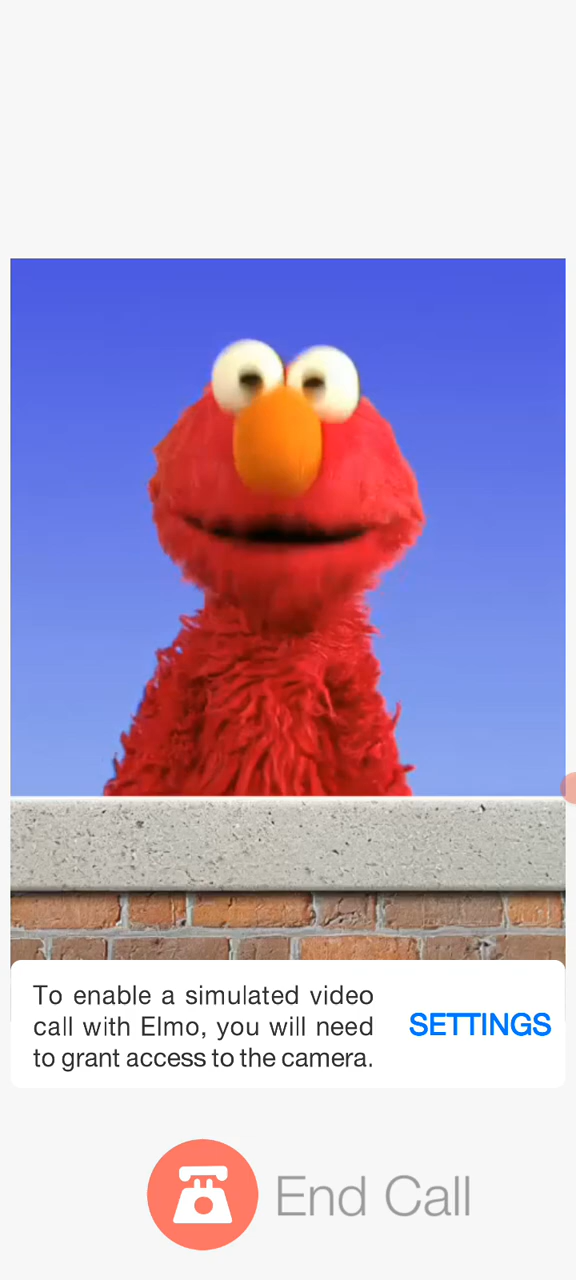 To enable a simulated video
call with Elmo, you will need
to grant access to the camera.
SETTINGS
End Call